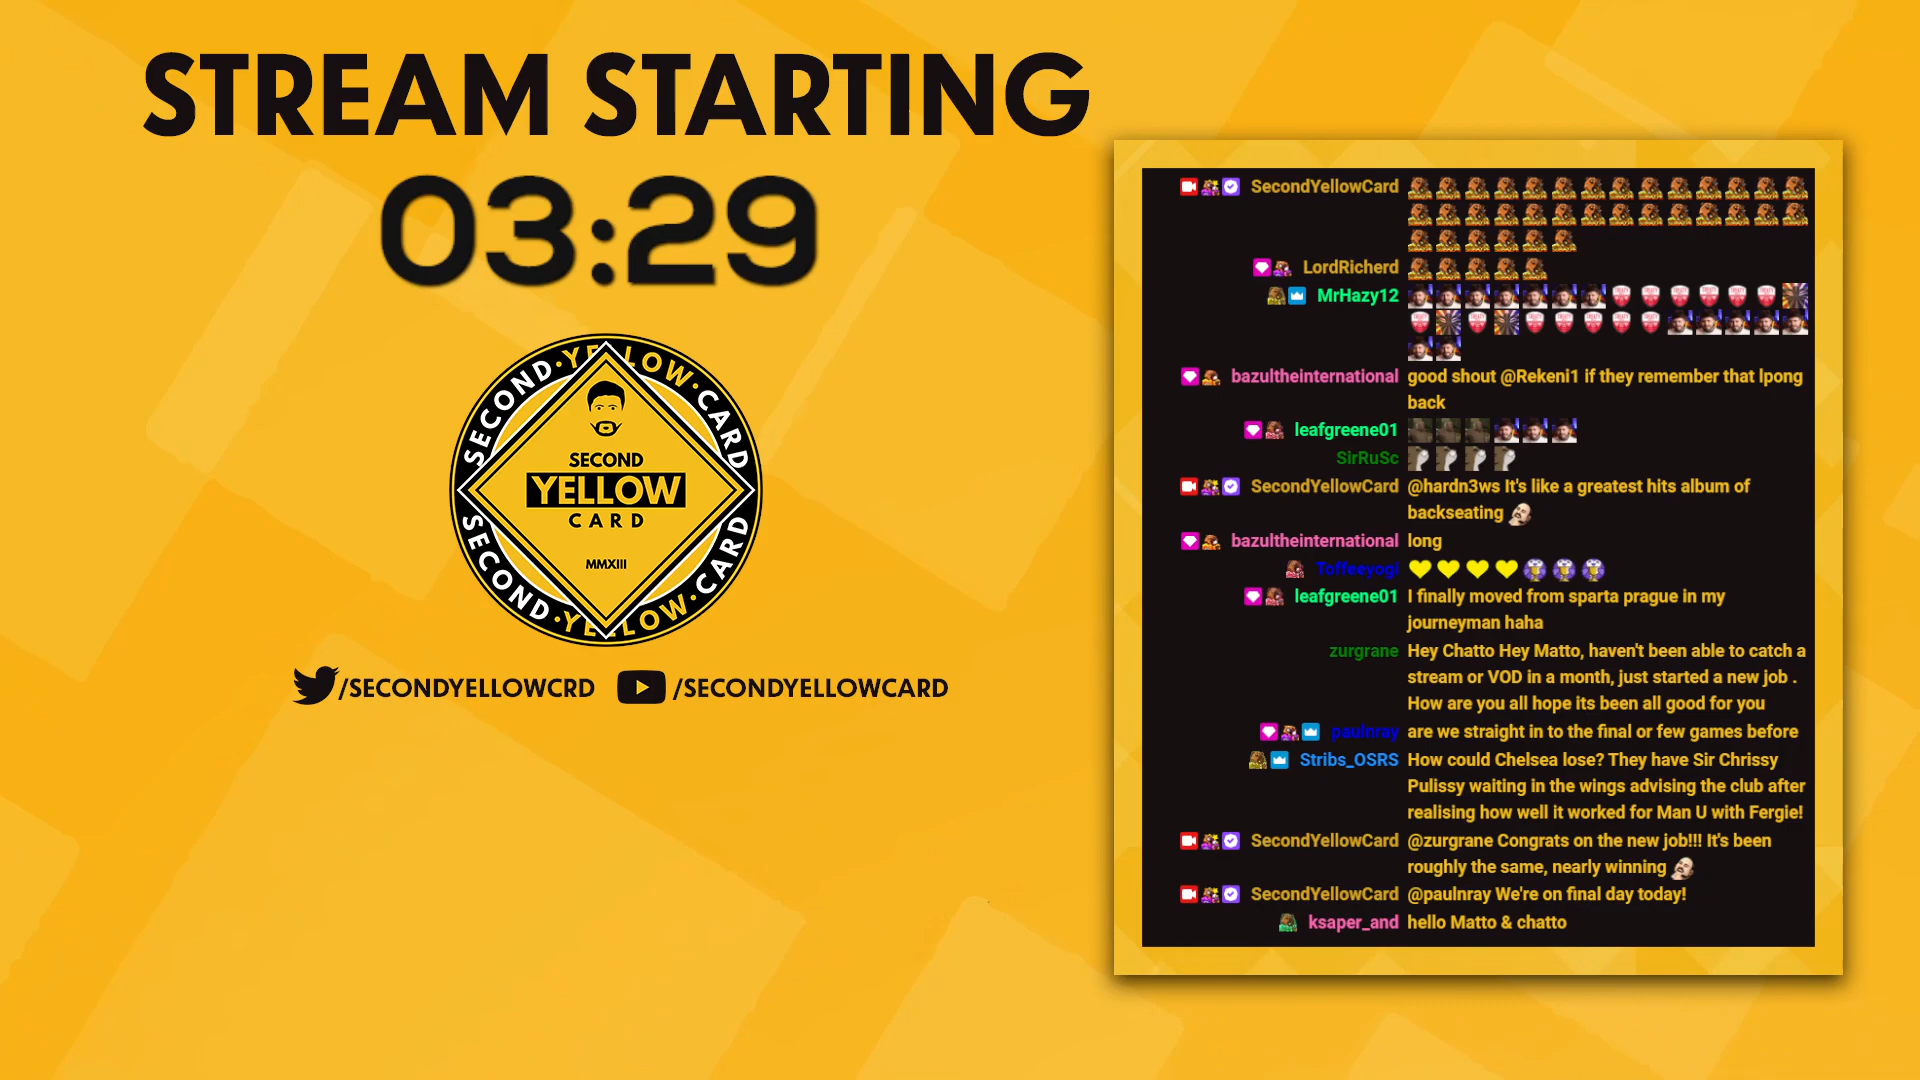 STREAM STARTING
03:29
SECOND·YELLOW·CARD
SECOND
YELLOW
CARD
MMXIII
SECOND·YELLOW·CARD
/SECONDYELLOWCRD /SECONDYELLOWCARD
SecondYellowCard
LordRicherd
MrHazy12
bazultheinternational good shout @Rekeni1 if they remember that lpong
back
leafgreene01
SirRuSc
SecondYellowCard @hardn3ws It's like a greatest hits album of
backseating
bazultheinternational long
Toffeeyogi
leafgreene01 I finally moved from sparta prague in my
journeyman haha
zurgrane Hey Chatto Hey Matto, haven't been able to catch a
stream or VOD in a month, just started a new job .
How are you all hope its been all good for you
paulnray are we straight in to the final or few games before
Stribs_OSRS How could Chelsea lose? They have Sir Chrissy
Pulissy waiting in the wings advising the club after
realising how well it worked for Man U with Fergie!
SecondYellowCard @zurgrane Congrats on the new job!!! It's been
roughly the same, nearly winning
SecondYellowCard @paulnray We're on final day today!
ksaper_and hello Matto & chatto